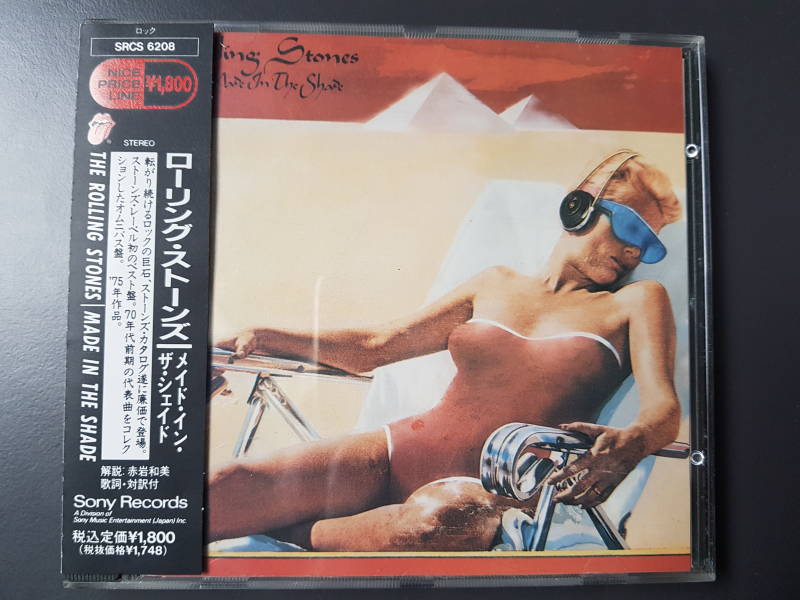 ロック
SRCS 6208
NICE
PRICE
LINE
¥1,800
STEREO
THE ROLLING STONES | MADE IN THE SHADE
ローリング・ストーンズ
メイド・イン・
ザ・シェイド
転がり続けるロックの巨石、ストーンズ・カタログ遂に廉価で登場。
ストーンズ・レーベル初のベスト盤。70年代前期の代表曲をコレク
ションしたオムニバス盤。 '75年作品。
解説：赤岩和美
歌詞・対訳付
Sony Records
A Division of
Sony Music Entertainment (Japan) Inc.
税込定価¥1,800
(税抜価格¥1,748)
Stones
Made In The Shade